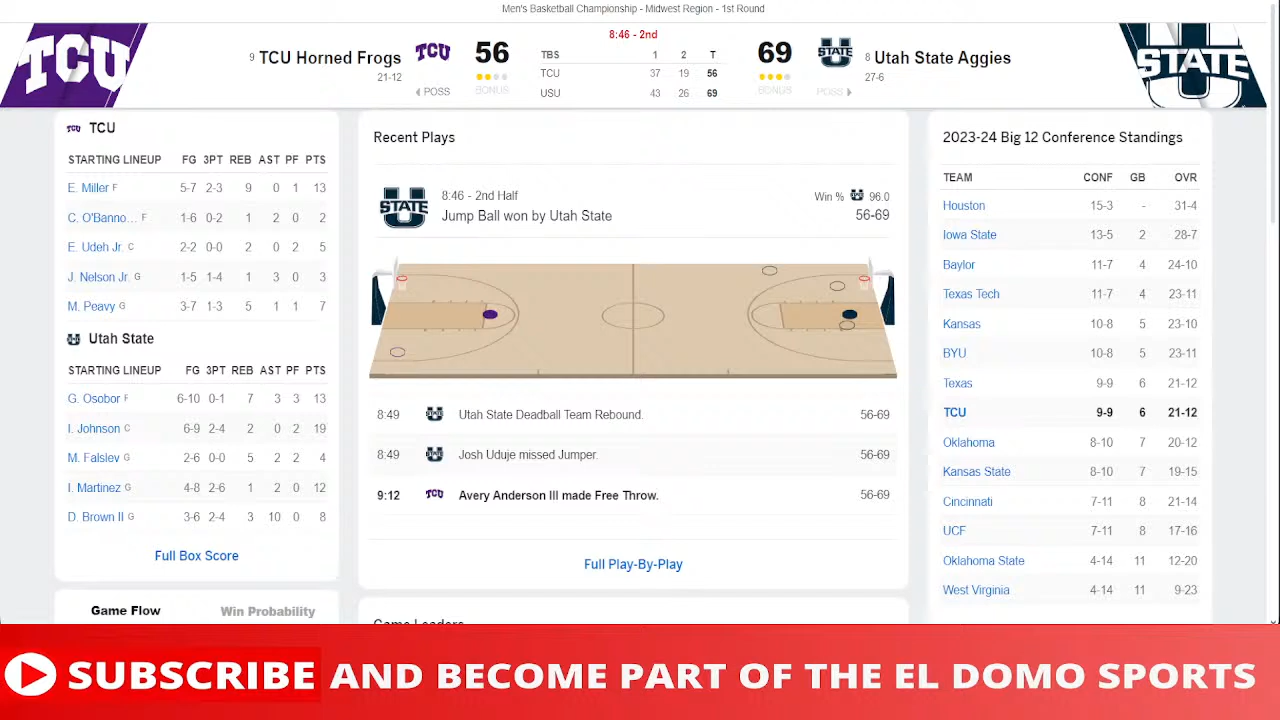 Men's Basketball Championship - Midwest Region - 1st Round
TCU
9 TCU Horned Frogs
21-12
TCU
POSS
56
BONUS
8:46 - 2nd
TBS 1 2 T
TCU 37 19 56
USU 43 26 69
69
BONUS
STATE
POSS
8 Utah State Aggies
27-6
STATE
TCU TCU
STARTING LINEUP FG 3PT REB AST PF PTS
E. Miller F 5-7 2-3 9 0 1 13
C. O'Banno... F 1-6 0-2 1 2 0 2
E. Udeh Jr. C 2-2 0-0 2 0 2 5
J. Nelson Jr. G 1-5 1-4 1 3 0 3
M. Peavy G 3-7 1-3 5 1 1 7
Utah State
STARTING LINEUP FG 3PT REB AST PF PTS
G. Osobor F 6-10 0-1 7 3 3 13
I. Johnson C 6-9 2-4 2 0 2 19
M. Falslev G 2-6 0-0 5 2 2 4
I. Martinez G 4-8 2-6 1 2 0 12
D. Brown II G 3-6 2-4 3 10 0 8
Full Box Score
Game Flow Win Probability
Recent Plays
STATE
8:46 - 2nd Half
Jump Ball won by Utah State
Win % 96.0
56-69
8:49 STATE Utah State Deadball Team Rebound. 56-69
8:49 STATE Josh Uduje missed Jumper. 56-69
9:12 TCU Avery Anderson III made Free Throw. 56-69
Full Play-By-Play
Game Leaders
2023-24 Big 12 Conference Standings
TEAM CONF GB OVR
Houston 15-3 - 31-4
Iowa State 13-5 2 28-7
Baylor 11-7 4 24-10
Texas Tech 11-7 4 23-11
Kansas 10-8 5 23-10
BYU 10-8 5 23-11
Texas 9-9 6 21-12
TCU 9-9 6 21-12
Oklahoma 8-10 7 20-12
Kansas State 8-10 7 19-15
Cincinnati 7-11 8 21-14
UCF 7-11 8 17-16
Oklahoma State 4-14 11 12-20
West Virginia 4-14 11 9-23
SUBSCRIBE AND BECOME PART OF THE EL DOMO SPORTS